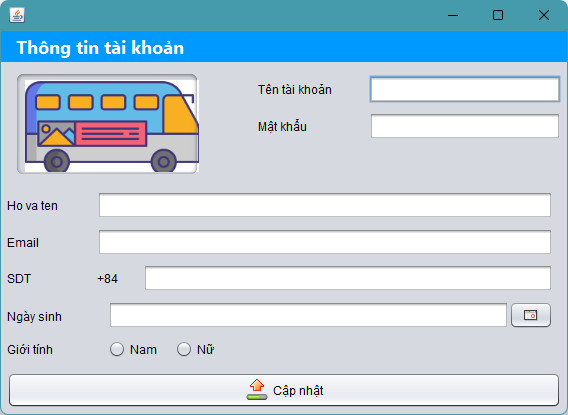 Thông tin tài khoản
Tên tài khoản
Mật khẩu
Ho va ten
Email
SDT +84
Ngày sinh
Giới tính Nam Nữ
Cập nhật